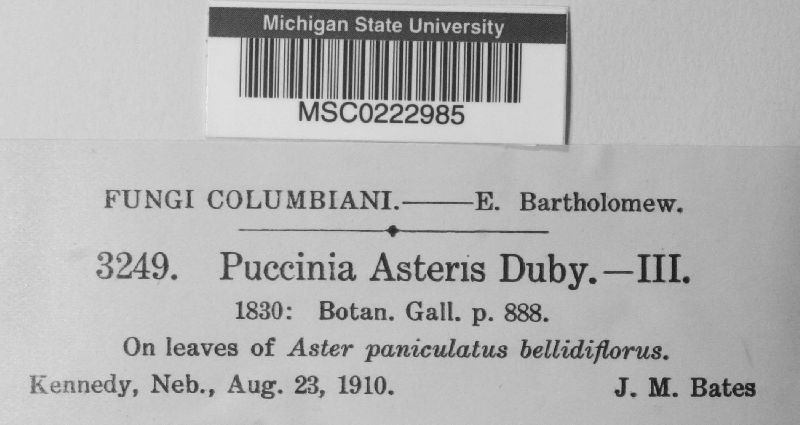 Michigan State University
MSC0222985
FUNGI COLUMBIANI.——E. Bartholomew.
3249. Puccinia Asteris Duby.—III.
1830: Botan. Gall. p. 888.
On leaves of Aster paniculatus bellidiflorus.
Kennedy, Neb., Aug. 23, 1910. J. M. Bates